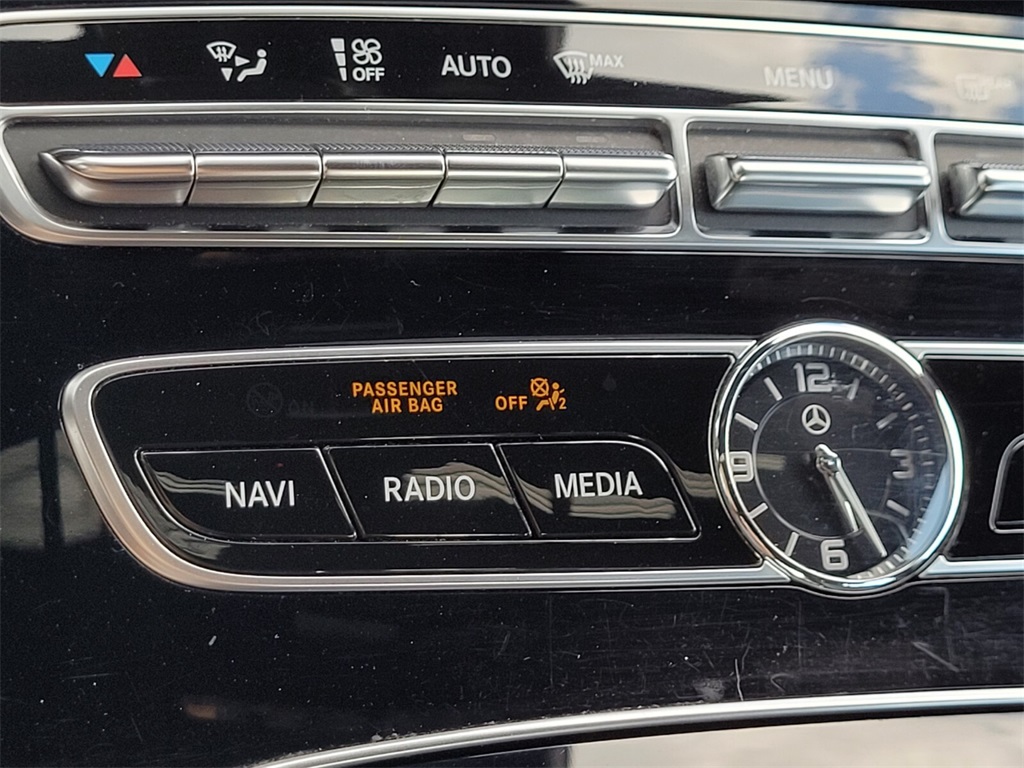 OFF
AUTO
MAX
MENU
PASSENGER
AIR BAG
OFF
2
NAVI
RADIO
MEDIA
12
3
6
9